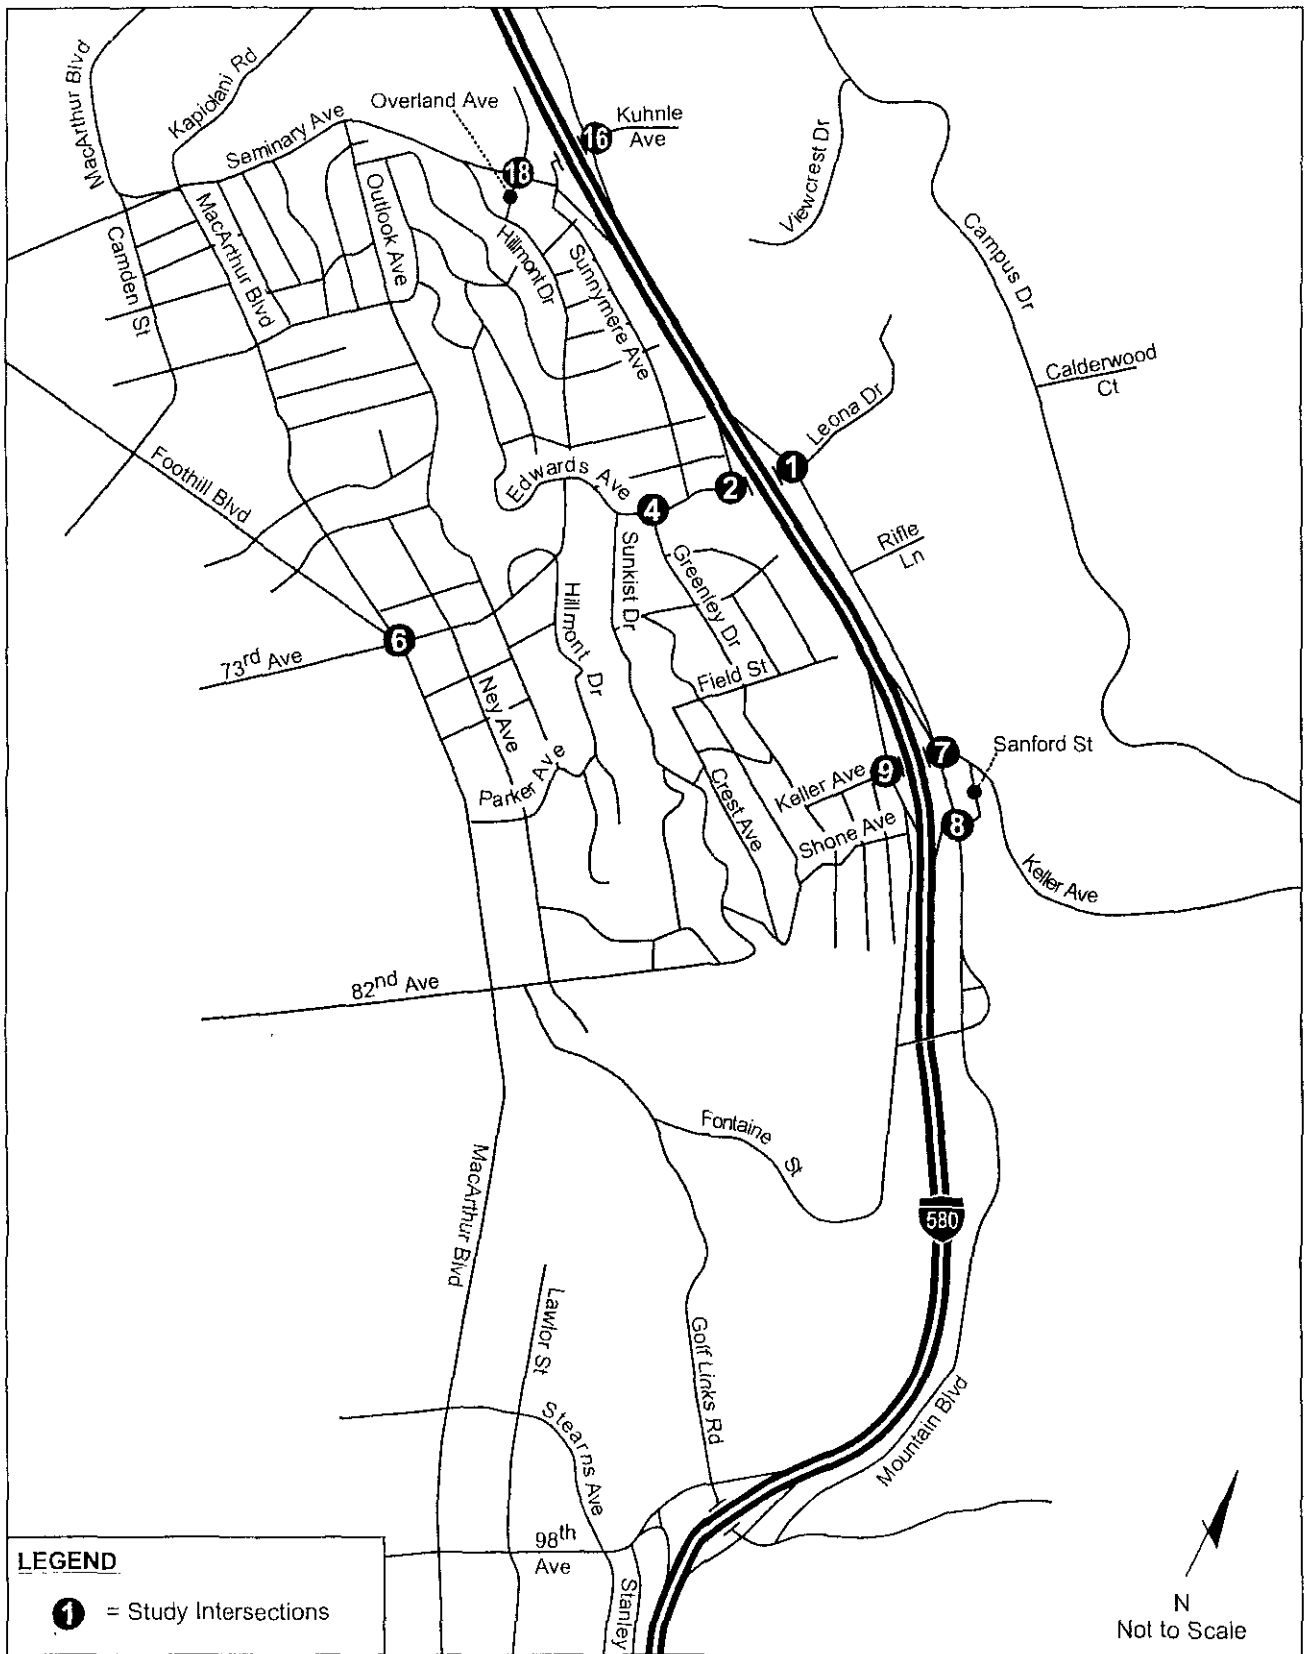 MacArthur Blvd
Kapiolani Rd
Seminary Ave
Overland Ave
16
Kuhnle
Ave
18
Viewcrest Dr
Campus Dr
Camden St
MacArthur Blvd
Outlook Ave
Hillmont Dr
Sunnymere Ave
Calderwood
Ct
Leona Dr
1
Foothill Blvd
Edwards Ave
2
4
Rifle
Ln
Sunkist Dr
Greenley Dr
Hillmont Dr
6
73rd Ave
Ney Ave
Field St
Parker Ave
Crest Ave
Keller Ave
9
7
Sanford St
Shone Ave
8
Keller Ave
82nd Ave
Fontaine St
MacArthur Blvd
580
Lawlor St
Golf Links Rd
Stearns Ave
Mountain Blvd
98th
Ave
Stanley
LEGEND
1 = Study Intersections
N
Not to Scale